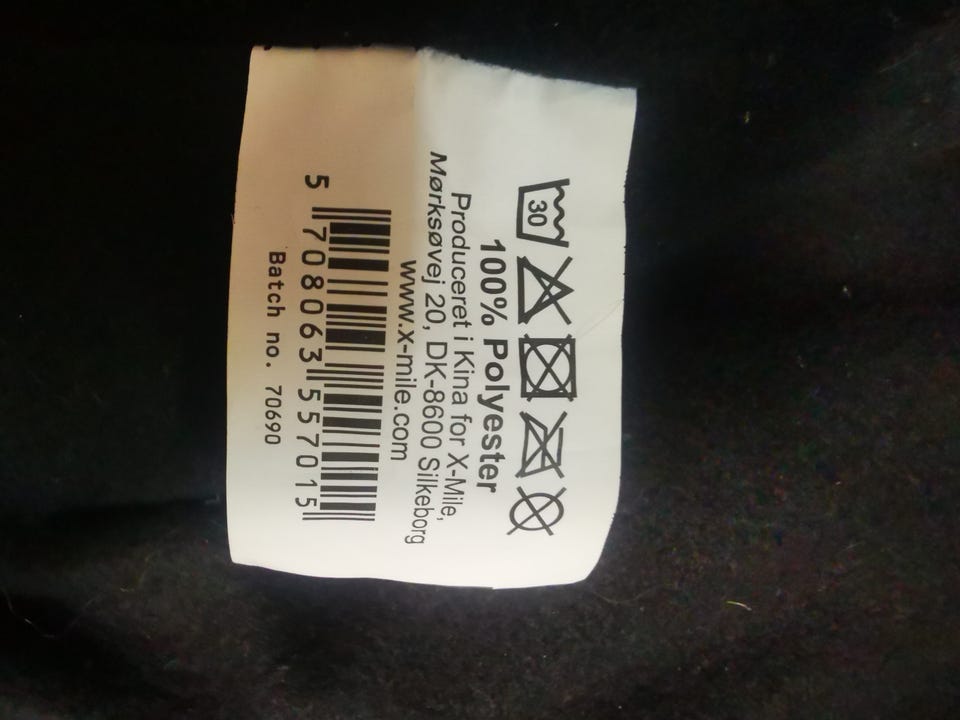 30
100% Polyester
Produceret i Kina for X-Mile,
Mørksøvej 20, DK-8600 Silkeborg
www.x-mile.com
5 708063 557015
Batch no. 70690